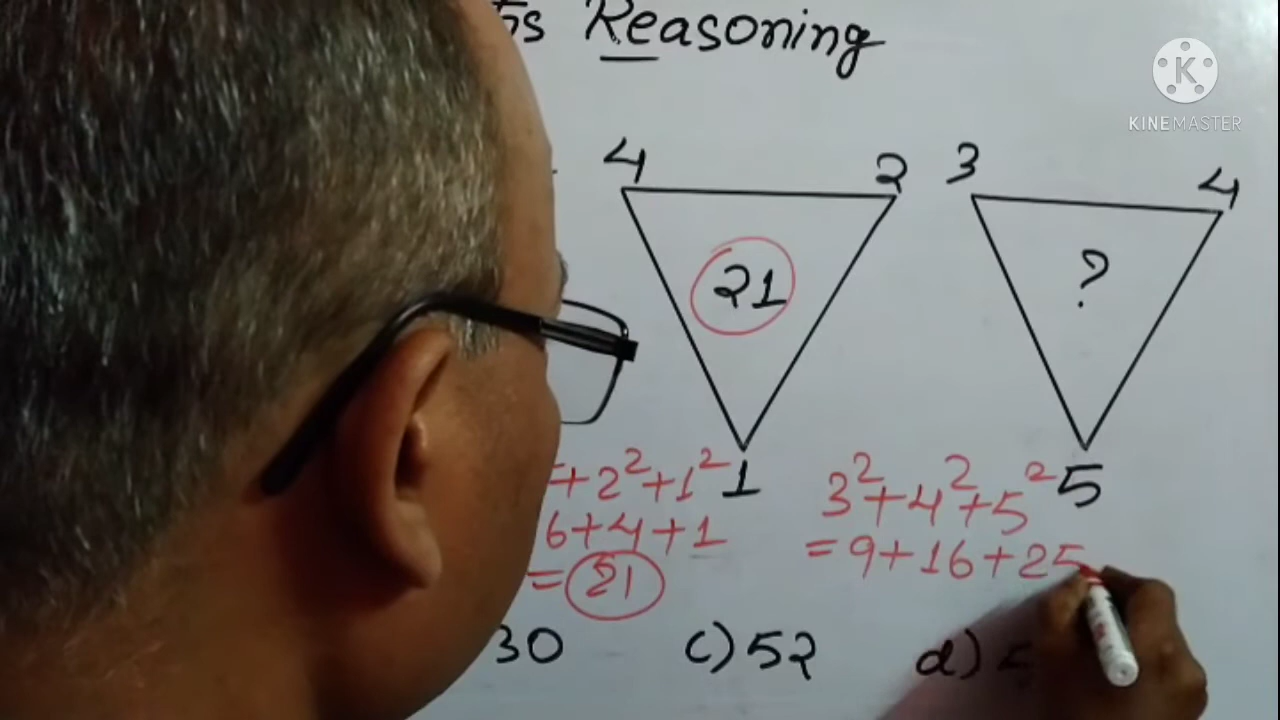 Reasoning
KINEMASTER
4 2 3 4
21 ?
+ 2² + 1² 1 3² + 4² + 5² 5
6 + 4 + 1 = 9 + 16 + 25
= 21
30 c) 52 d)